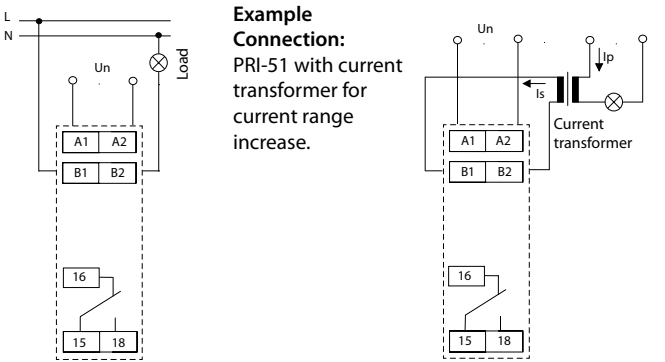 L
N
Un
Load
A1 A2
B1 B2
16
15 18
Example
Connection:
PRI-51 with current
transformer for
current range
increase.
Un
Ip
Is
Current
transformer
A1 A2
B1 B2
16
15 18